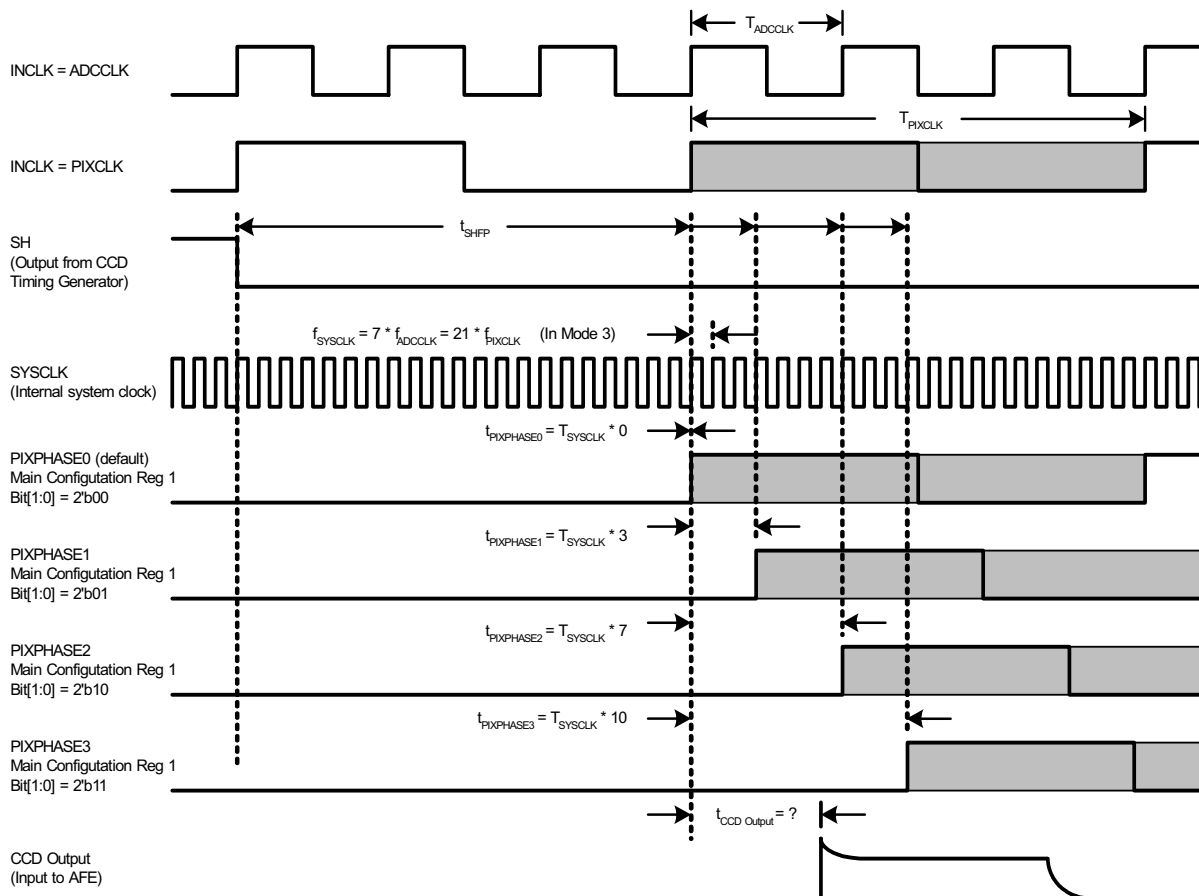 T_ADCCLK
INCLK = ADCCLK
T_PIXCLK
INCLK = PIXCLK
t_SHFP
SH
(Output from CCD
Timing Generator)
f_SYSCLK = 7 * f_ADCCLK = 21 * f_PIXCLK (In Mode 3)
SYSCLK
(Internal system clock)
t_PIXPHASE0 = T_SYSCLK * 0
PIXPHASE0 (default)
Main Configutation Reg 1
Bit[1:0] = 2'b00
t_PIXPHASE1 = T_SYSCLK * 3
PIXPHASE1
Main Configutation Reg 1
Bit[1:0] = 2'b01
t_PIXPHASE2 = T_SYSCLK * 7
PIXPHASE2
Main Configutation Reg 1
Bit[1:0] = 2'b10
t_PIXPHASE3 = T_SYSCLK * 10
PIXPHASE3
Main Configutation Reg 1
Bit[1:0] = 2'b11
t_CCD Output = ?
CCD Output
(Input to AFE)